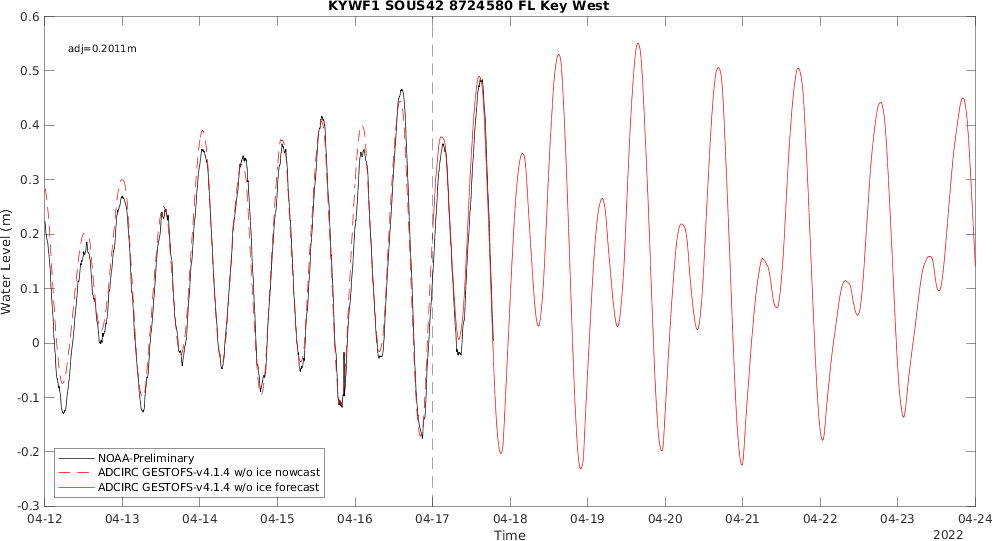 KYWF1 SOUS42 8724580 FL Key West
adj=0.2011m
0.6
0.5
0.4
0.3
0.2
0.1
0
-0.1
-0.2
-0.3
Water Level (m)
NOAA-Preliminary
ADCIRC GESTOFS-v4.1.4 w/o ice nowcast
ADCIRC GESTOFS-v4.1.4 w/o ice forecast
04-12 04-13 04-14 04-15 04-16 04-17 04-18 04-19 04-20 04-21 04-22 04-23 04-24
Time
2022